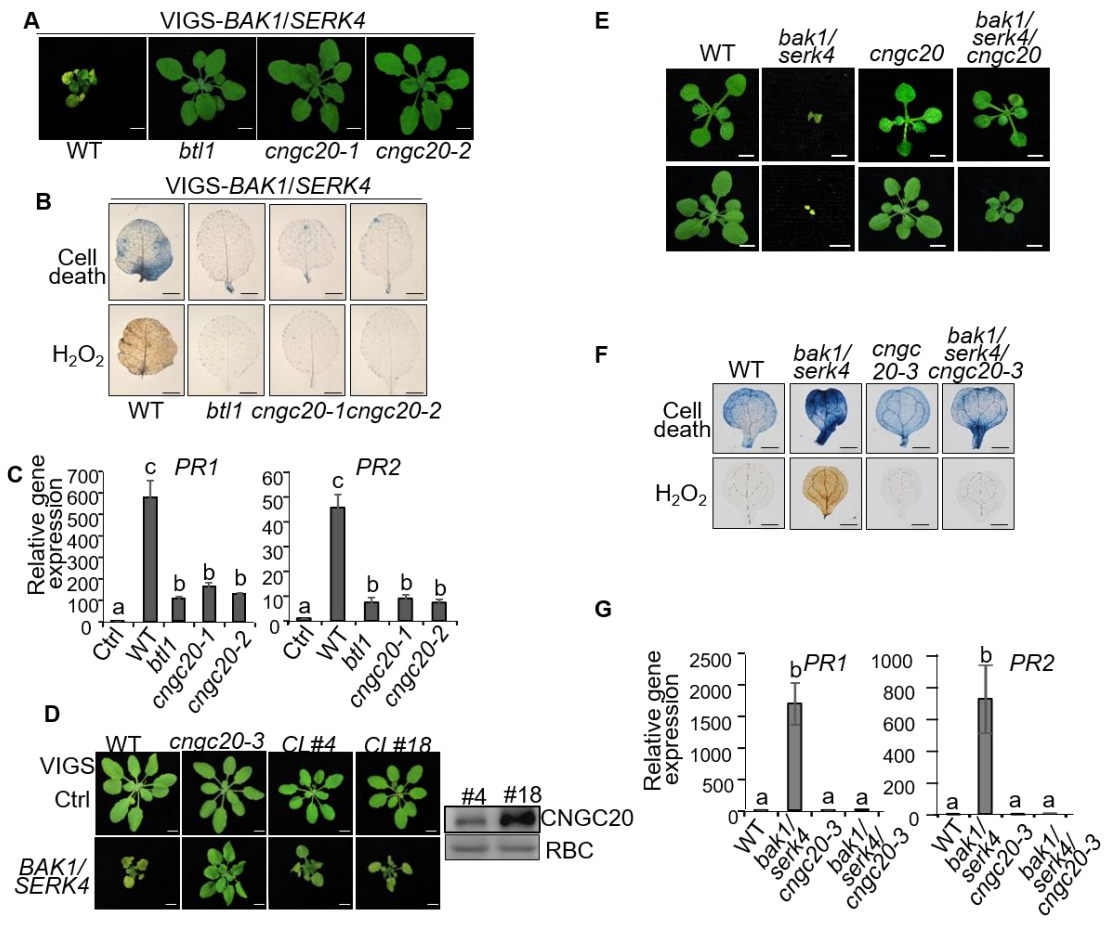 A
VIGS-BAK1/SERK4
WT
btl1
cngc20-1
cngc20-2
B
VIGS-BAK1/SERK4
Cell
death
H2O2
WT
btl1
cngc20-1
cngc20-2
C
Relative gene
expression
PR1
700
600
500
400
300
200
100
0
a
c
b
b
b
Ctrl
WT
btl1
cngc20-1
cngc20-2
PR2
60
50
40
30
20
10
0
a
c
b
b
b
Ctrl
WT
btl1
cngc20-1
cngc20-2
D
WT
cngc20-3
CL#4
CL#18
VIGS
Ctrl
BAK1/
SERK4
#4
#18
CNGC20
RBC
E
WT
bak1/
serk4
cngc20
bak1/
serk4/
cngc20
F
WT
bak1/
serk4
cngc
20-3
bak1/
serk4/
cngc20-3
Cell
death
H2O2
G
Relative gene
expression
PR1
2500
2000
1500
1000
500
0
a
b
a
a
WT
bak1/
serk4
cngc20-3
bak1/
serk4/
cngc20-3
PR2
1000
800
600
400
200
0
a
b
a
a
WT
bak1/
serk4
cngc20-3
bak1/
serk4/
cngc20-3